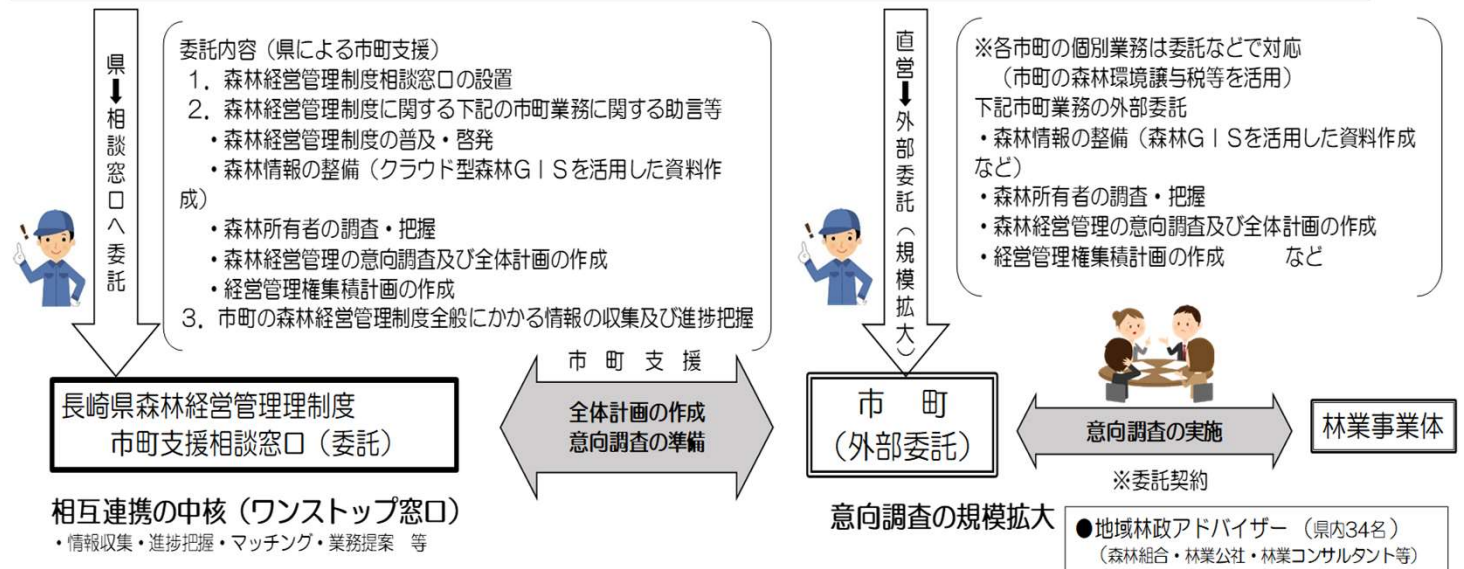 県➡相談窓口へ委託
委託内容（県による市町支援）
１．森林経営管理制度相談窓口の設置
２．森林経営管理制度に関する下記の市町業務に関する助言等
・森林経営管理制度の普及・啓発
・森林情報の整備（クラウド型森林ＧＩＳを活用した資料作
成）
・森林所有者の調査・把握
・森林経営管理の意向調査及び全体計画の作成
・経営管理権集積計画の作成
３．市町の森林経営管理制度全般にかかる情報の収集及び進捗把握
直営➡外部委託（規模拡大）
※各市町の個別業務は委託などで対応
（市町の森林環境譲与税等を活用）
下記市町業務の外部委託
・森林情報の整備（森林ＧＩＳを活用した資料作成
など）
・森林所有者の調査・把握
・森林経営管理の意向調査及び全体計画の作成
・経営管理権集積計画の作成　　など
長崎県森林経営管理理制度
市町支援相談窓口（委託）
市 町 支 援
全体計画の作成
意向調査の準備
市　町
（外部委託）
意向調査の実施
※委託契約
林業事業体
相互連携の中核（ワンストップ窓口）
・情報収集・進捗把握・マッチング・業務提案　等
意向調査の規模拡大
●地域林政アドバイザー （県内34名）
（森林組合・林業公社・林業コンサルタント等）